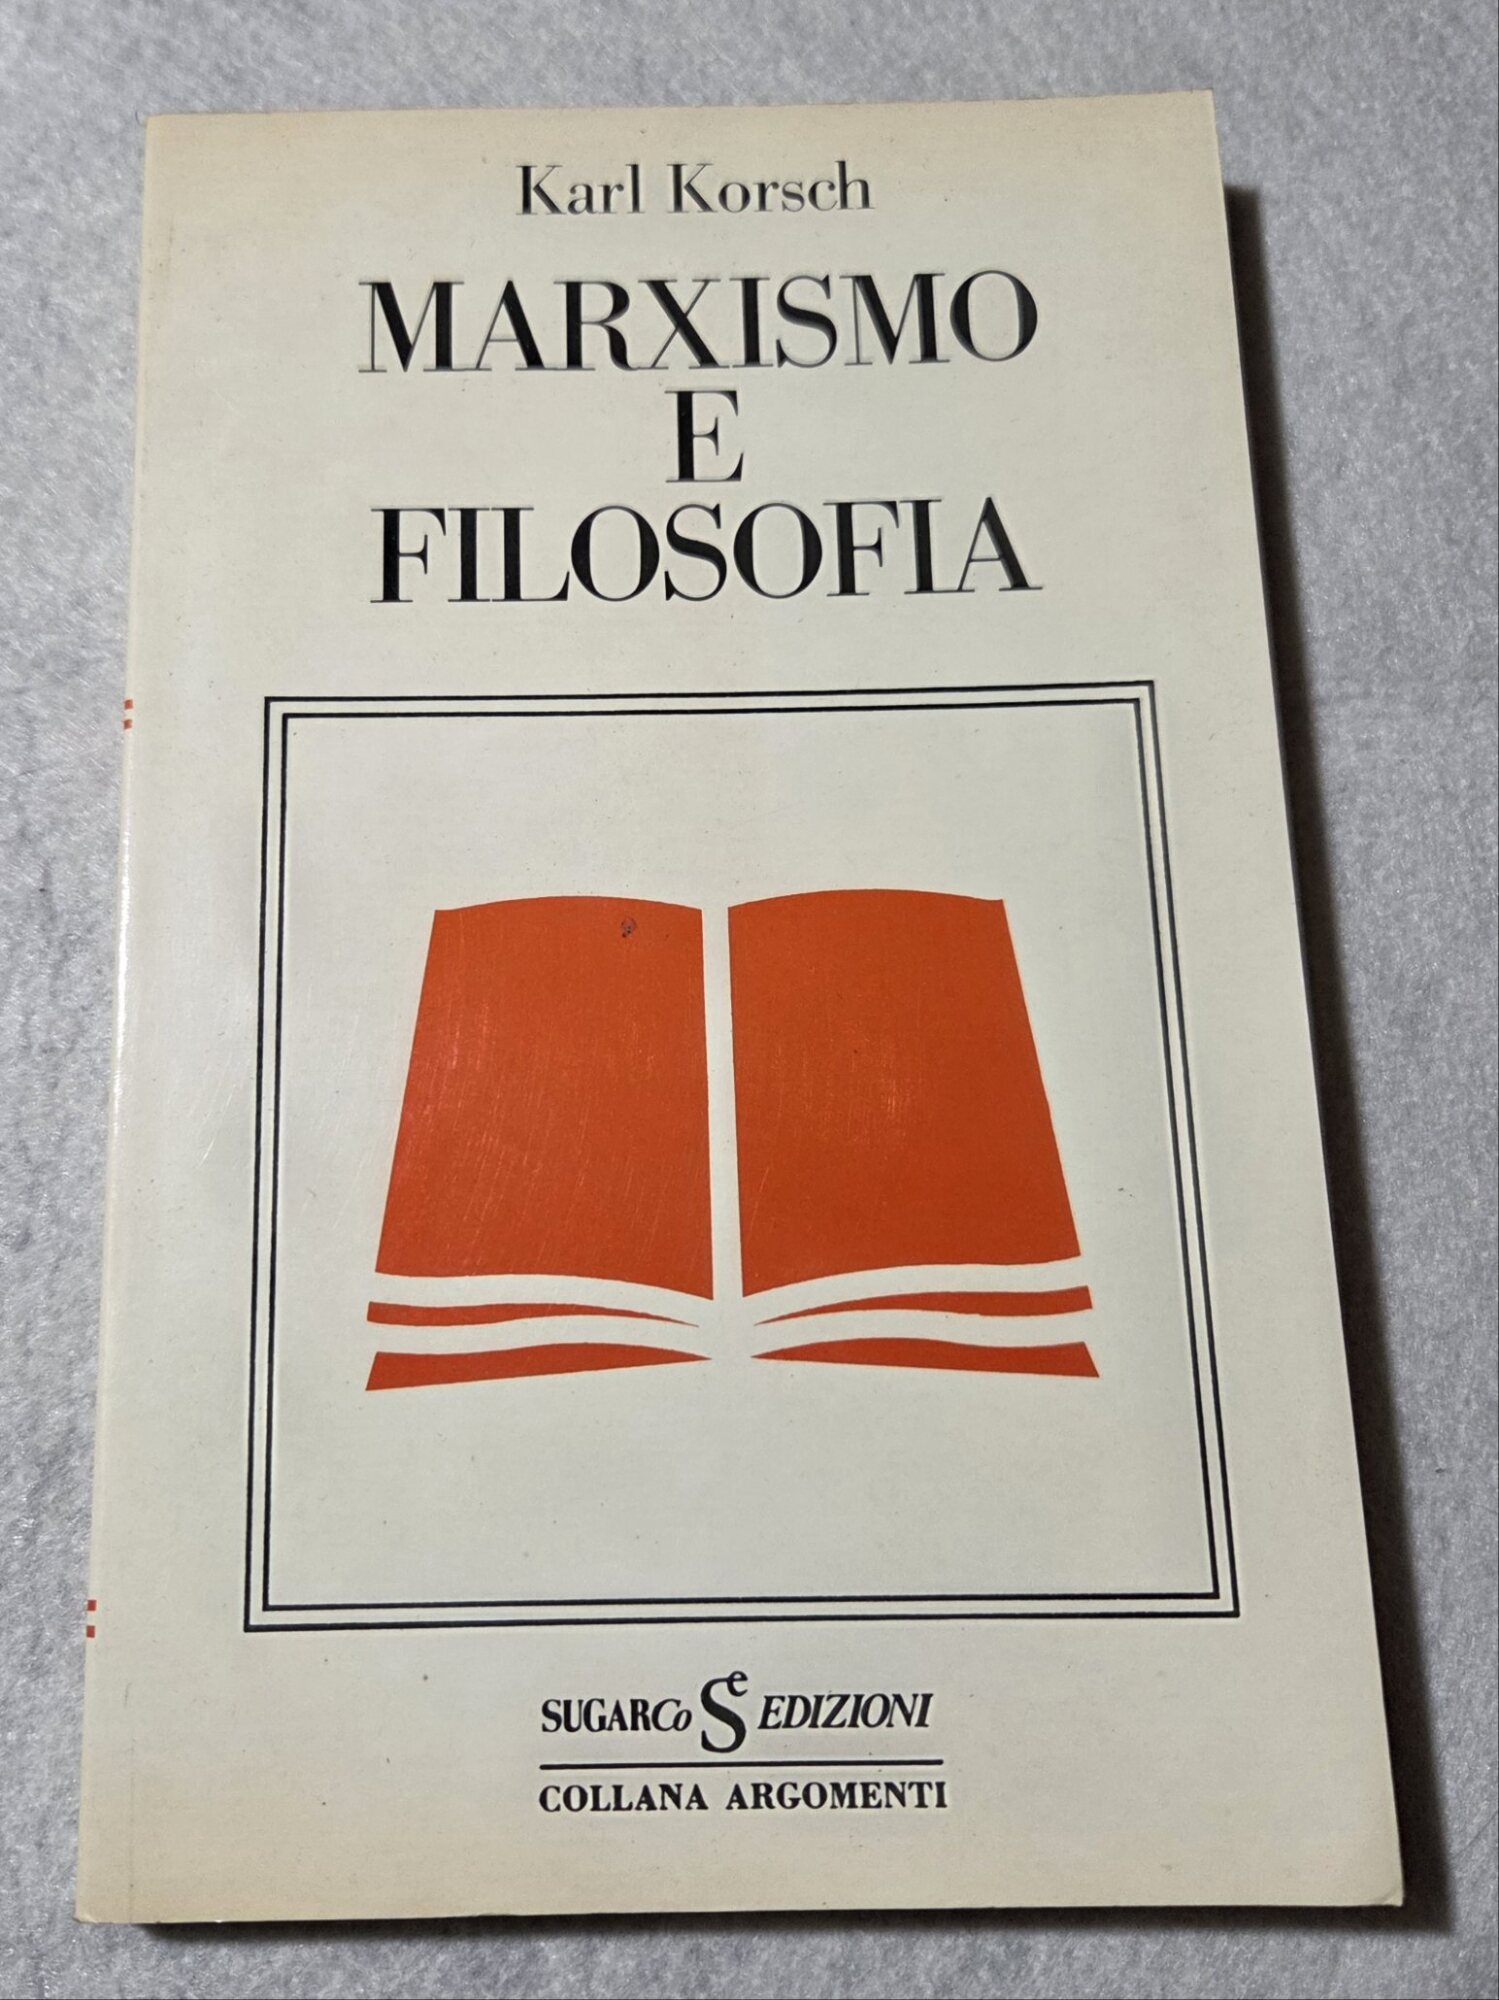 Karl Korsch
MARXISMO
E
FILOSOFIA
SUGARCo Se EDIZIONI
COLLANA ARGOMENTI